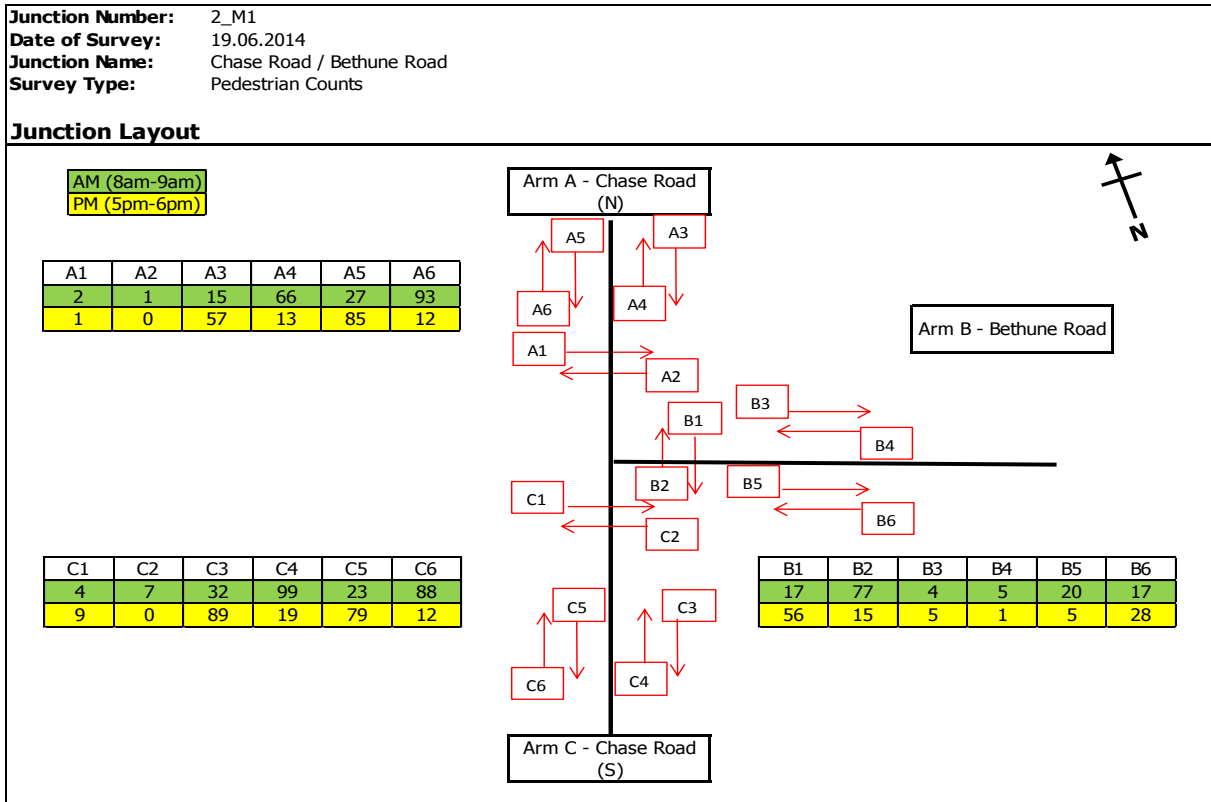 Junction Number: 2_M1
Date of Survey: 19.06.2014
Junction Name: Chase Road / Bethune Road
Survey Type: Pedestrian Counts
Junction Layout
AM (8am-9am)
PM (5pm-6pm)
Arm A - Chase Road
(N)
N
A5
A3
A6
A4
A1 A2 A3 A4 A5 A6
2 1 15 66 27 93
1 0 57 13 85 12
Arm B - Bethune Road
A1
A2
B3
B1
B4
B2
B5
C1
B6
C2
C1 C2 C3 C4 C5 C6
4 7 32 99 23 88
9 0 89 19 79 12
B1 B2 B3 B4 B5 B6
17 77 4 5 20 17
56 15 5 1 5 28
C5
C3
C6
C4
Arm C - Chase Road
(S)